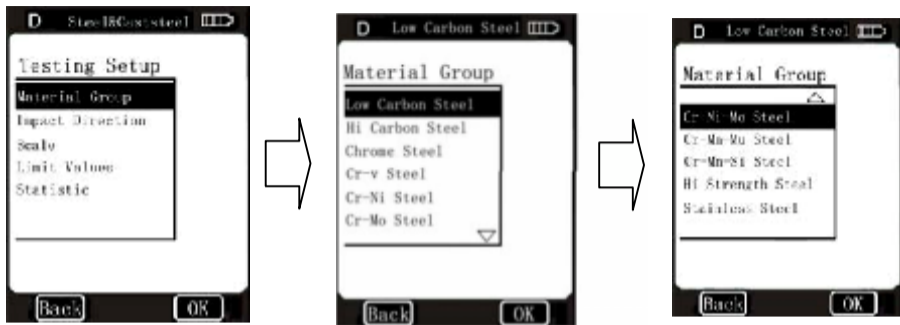 D Steel&Caststeel
Testing Setup
Material Group
Impact Direction
Scale
Limit Values
Statistic
Back OK
D Low Carbon Steel
Material Group
Low Carbon Steel
Hi Carbon Steel
Chrome Steel
Cr-v Steel
Cr-Ni Steel
Cr-Mo Steel
Back OK
D Low Carbon Steel
Material Group
Cr-Ni-Mo Steel
Cr-Mn-Mo Steel
Cr-Mn-Si Steel
Hi Strength Steel
Stainless Steel
Back OK